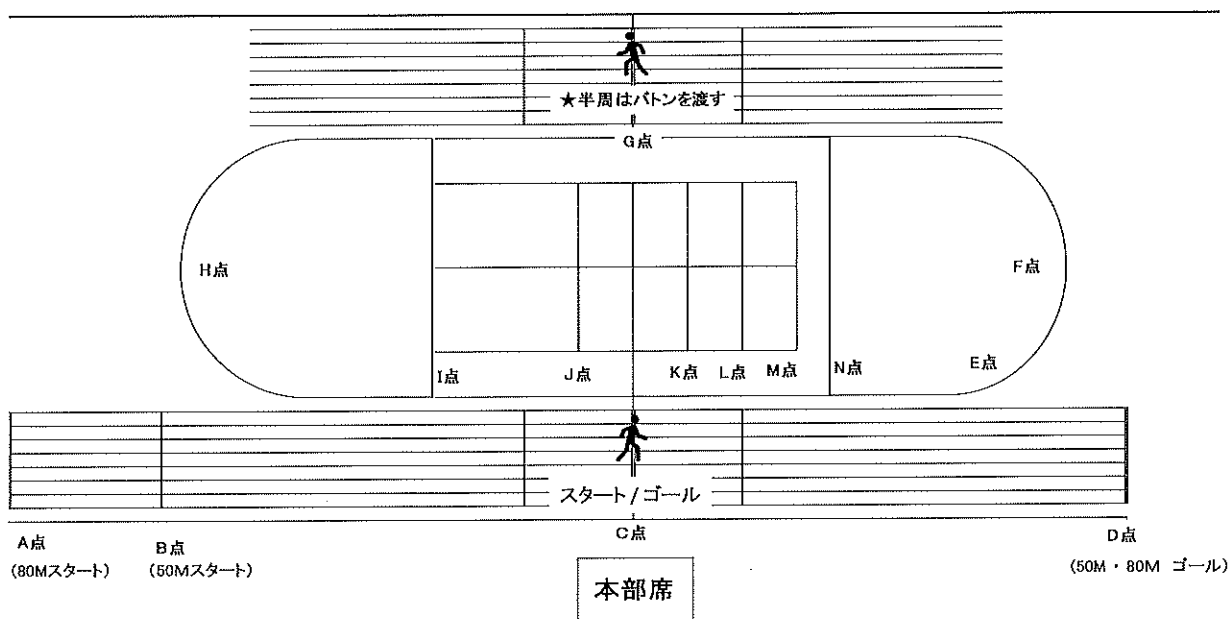 ★半周はバトンを渡す
G点
H点
F点
E点
I点
J点
K点
L点
M点
N点
スタート/ゴール
A点
(80Mスタート)
B点
(50Mスタート)
C点
D点
(50M・80M ゴール)
本部席